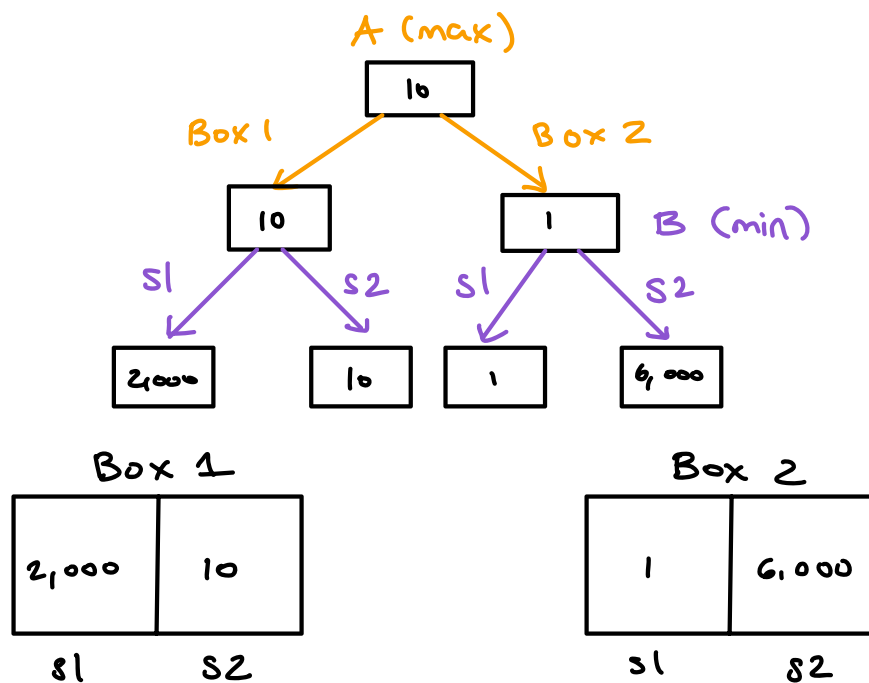 A (max)
10
Box 1 Box 2
10 1 B (min)
S1 S2 S1 S2
2,000 10 1 6,000
Box 1 Box 2
2,000 10 1 6,000
S1 S2 S1 S2